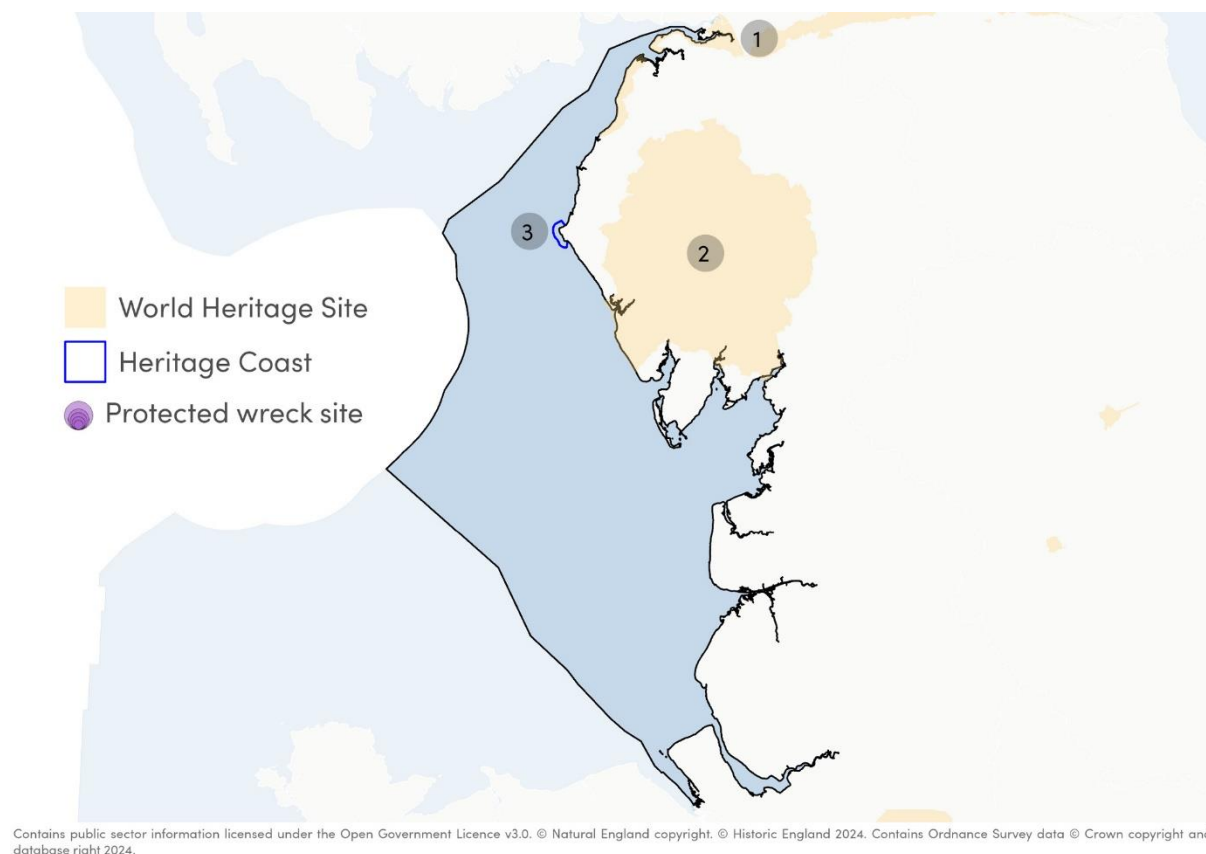 1
3
2
World Heritage Site
Heritage Coast
Protected wreck site
Contains public sector information licensed under the Open Government Licence v3.0. © Natural England copyright. © Historic England 2024. Contains Ordnance Survey data © Crown copyright and
database right 2024.